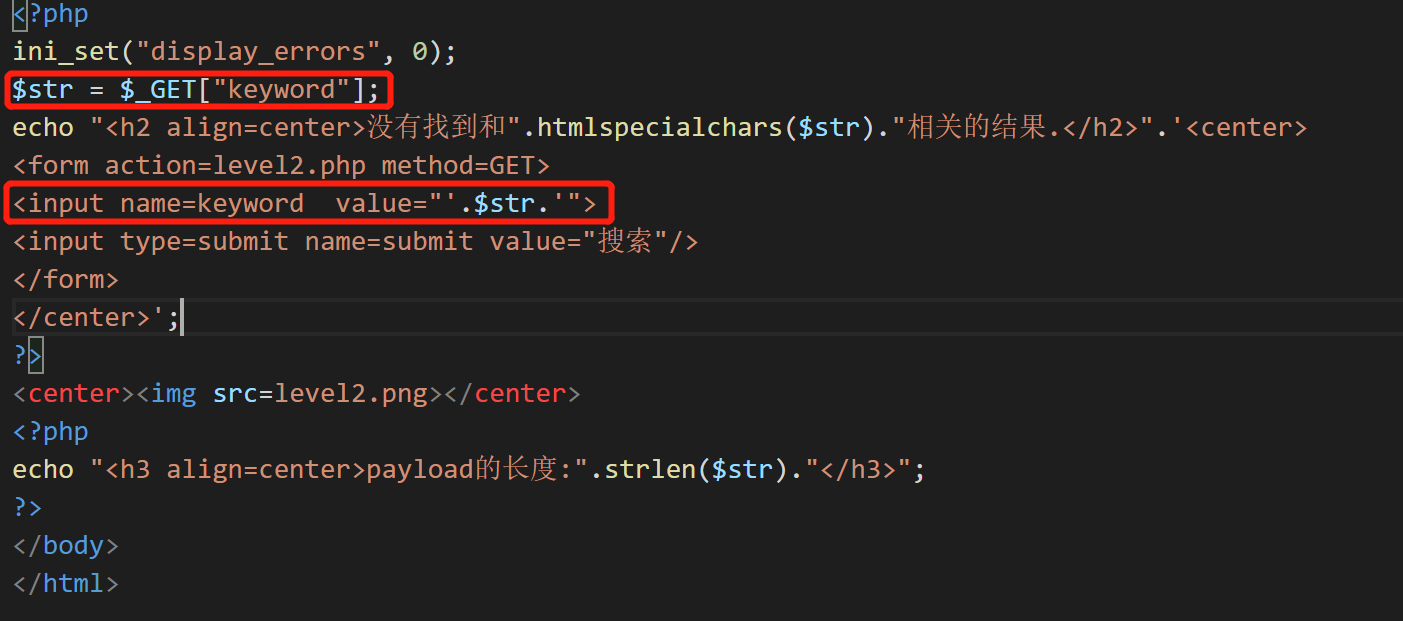 <?php
ini_set("display_errors", 0);
$str = $_GET["keyword"];
echo "<h2 align=center>没有找到和".htmlspecialchars($str)."相关的结果.</h2>".'<center>
<form action=level2.php method=GET>
<input name=keyword  value="'.$str.'">
<input type=submit name=submit value="搜索"/>
</form>
</center>';
?>
<center><img src=level2.png></center>
<?php
echo "<h3 align=center>payload的长度:".strlen($str)."</h3>";
?>
</body>
</html>